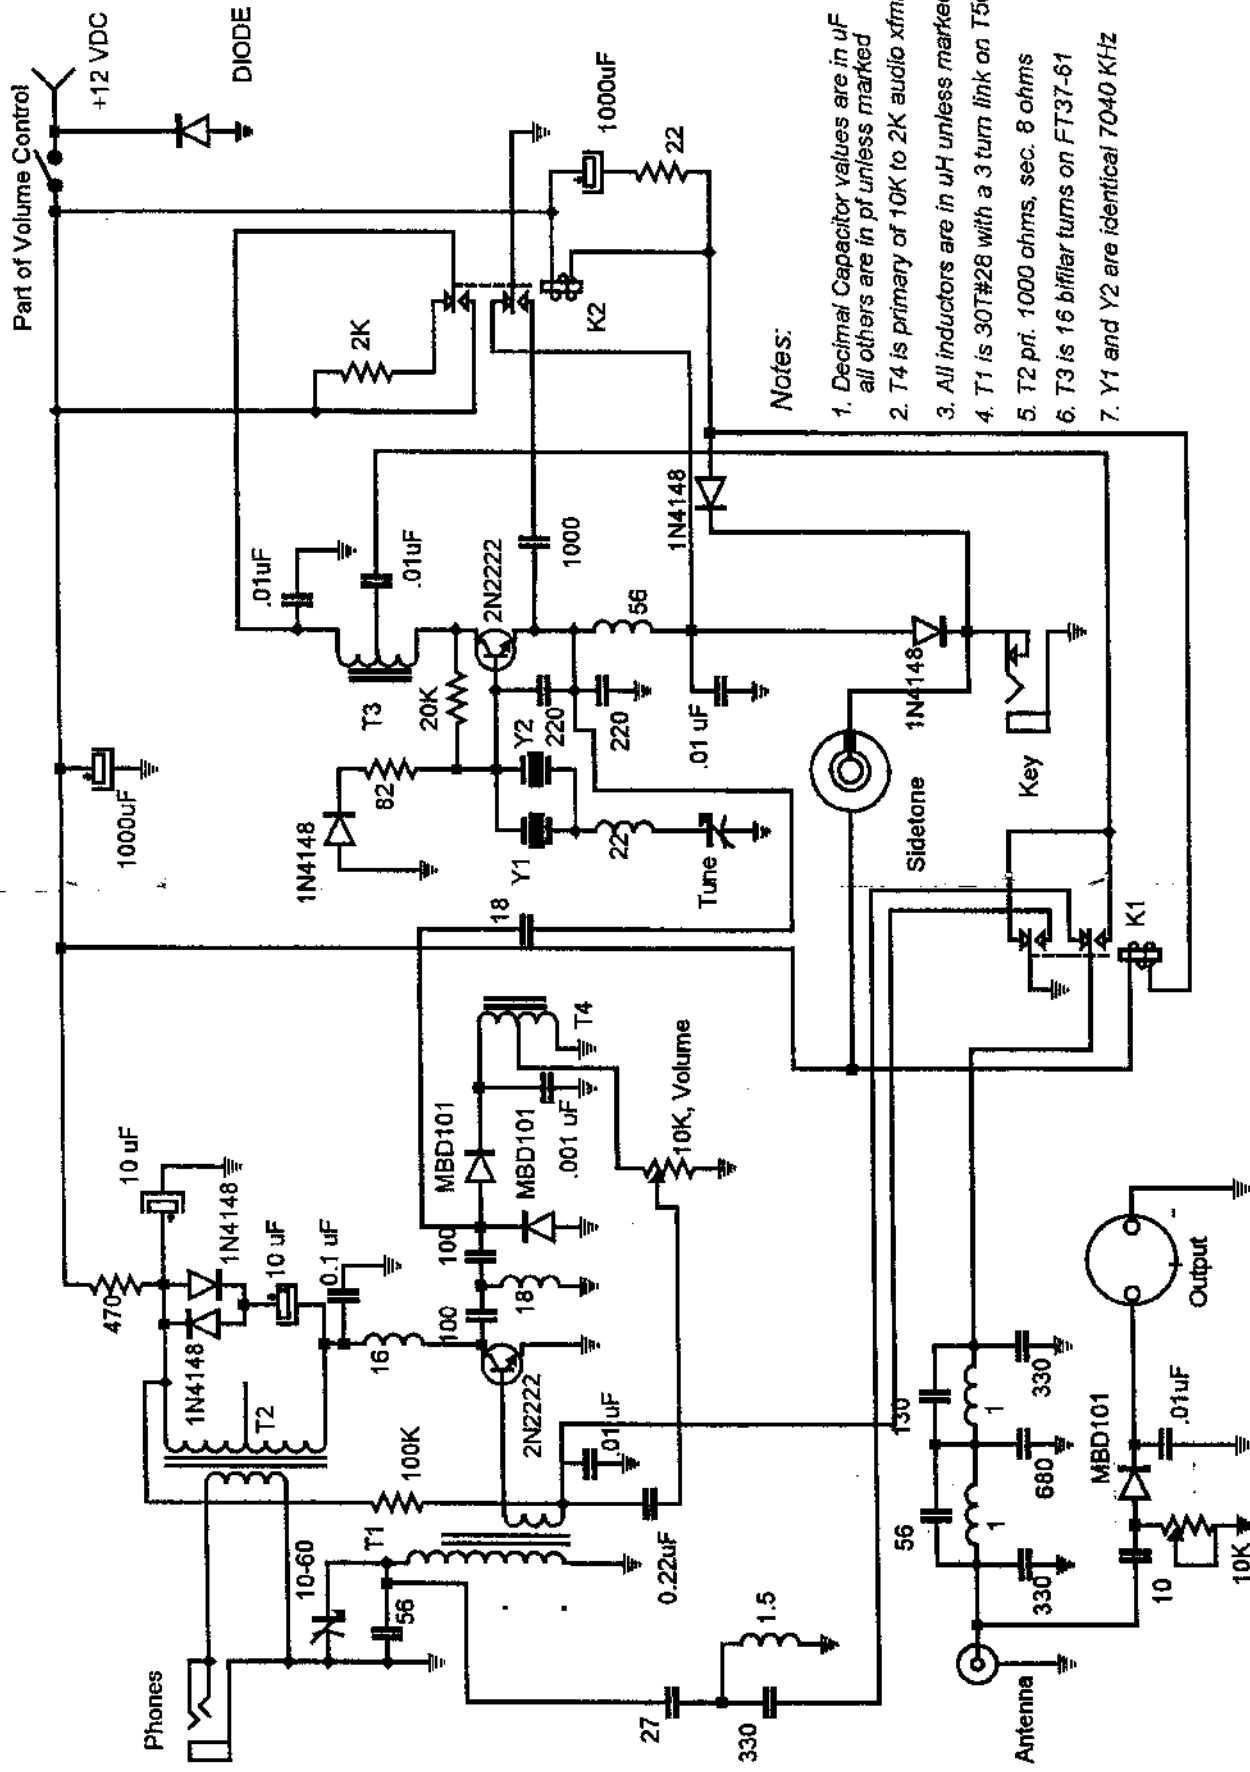 Part of Volume Control
+12 VDC
DIODE
1000uF
22
K2
2K
.01uF
.01uF
T3
20K
2N2222
1000
56
1N4148
1000uF
82
1N4148
Y1
Y2
220
220
22
Tune
.01 uF
1N4148
Sidetone
Key
K1
18
10 uF
470
1N4148
1N4148
10 uF
0.1 uF
T2
16
100
100
18
MBD101
MBD101
.001 uF
T4
10K, Volume
2N2222
.01uF
100K
T1
0.22uF
10-60
56
Phones
27
330
1.5
Antenna
56
130
1
1
330
680
330
MBD101
.01uF
10
10K
Output
Notes:
1. Decimal Capacitor values are in uF
all others are in pf unless marked
2. T4 is primary of 10K to 2K audio xfm
3. All inductors are in uH unless marked
4. T1 is 30T#28 with a 3 turn link on T5
5. T2 pri. 1000 ohms, sec. 8 ohms
6. T3 is 16 bifilar turns on FT37-61
7. Y1 and Y2 are identical 7040 KHz